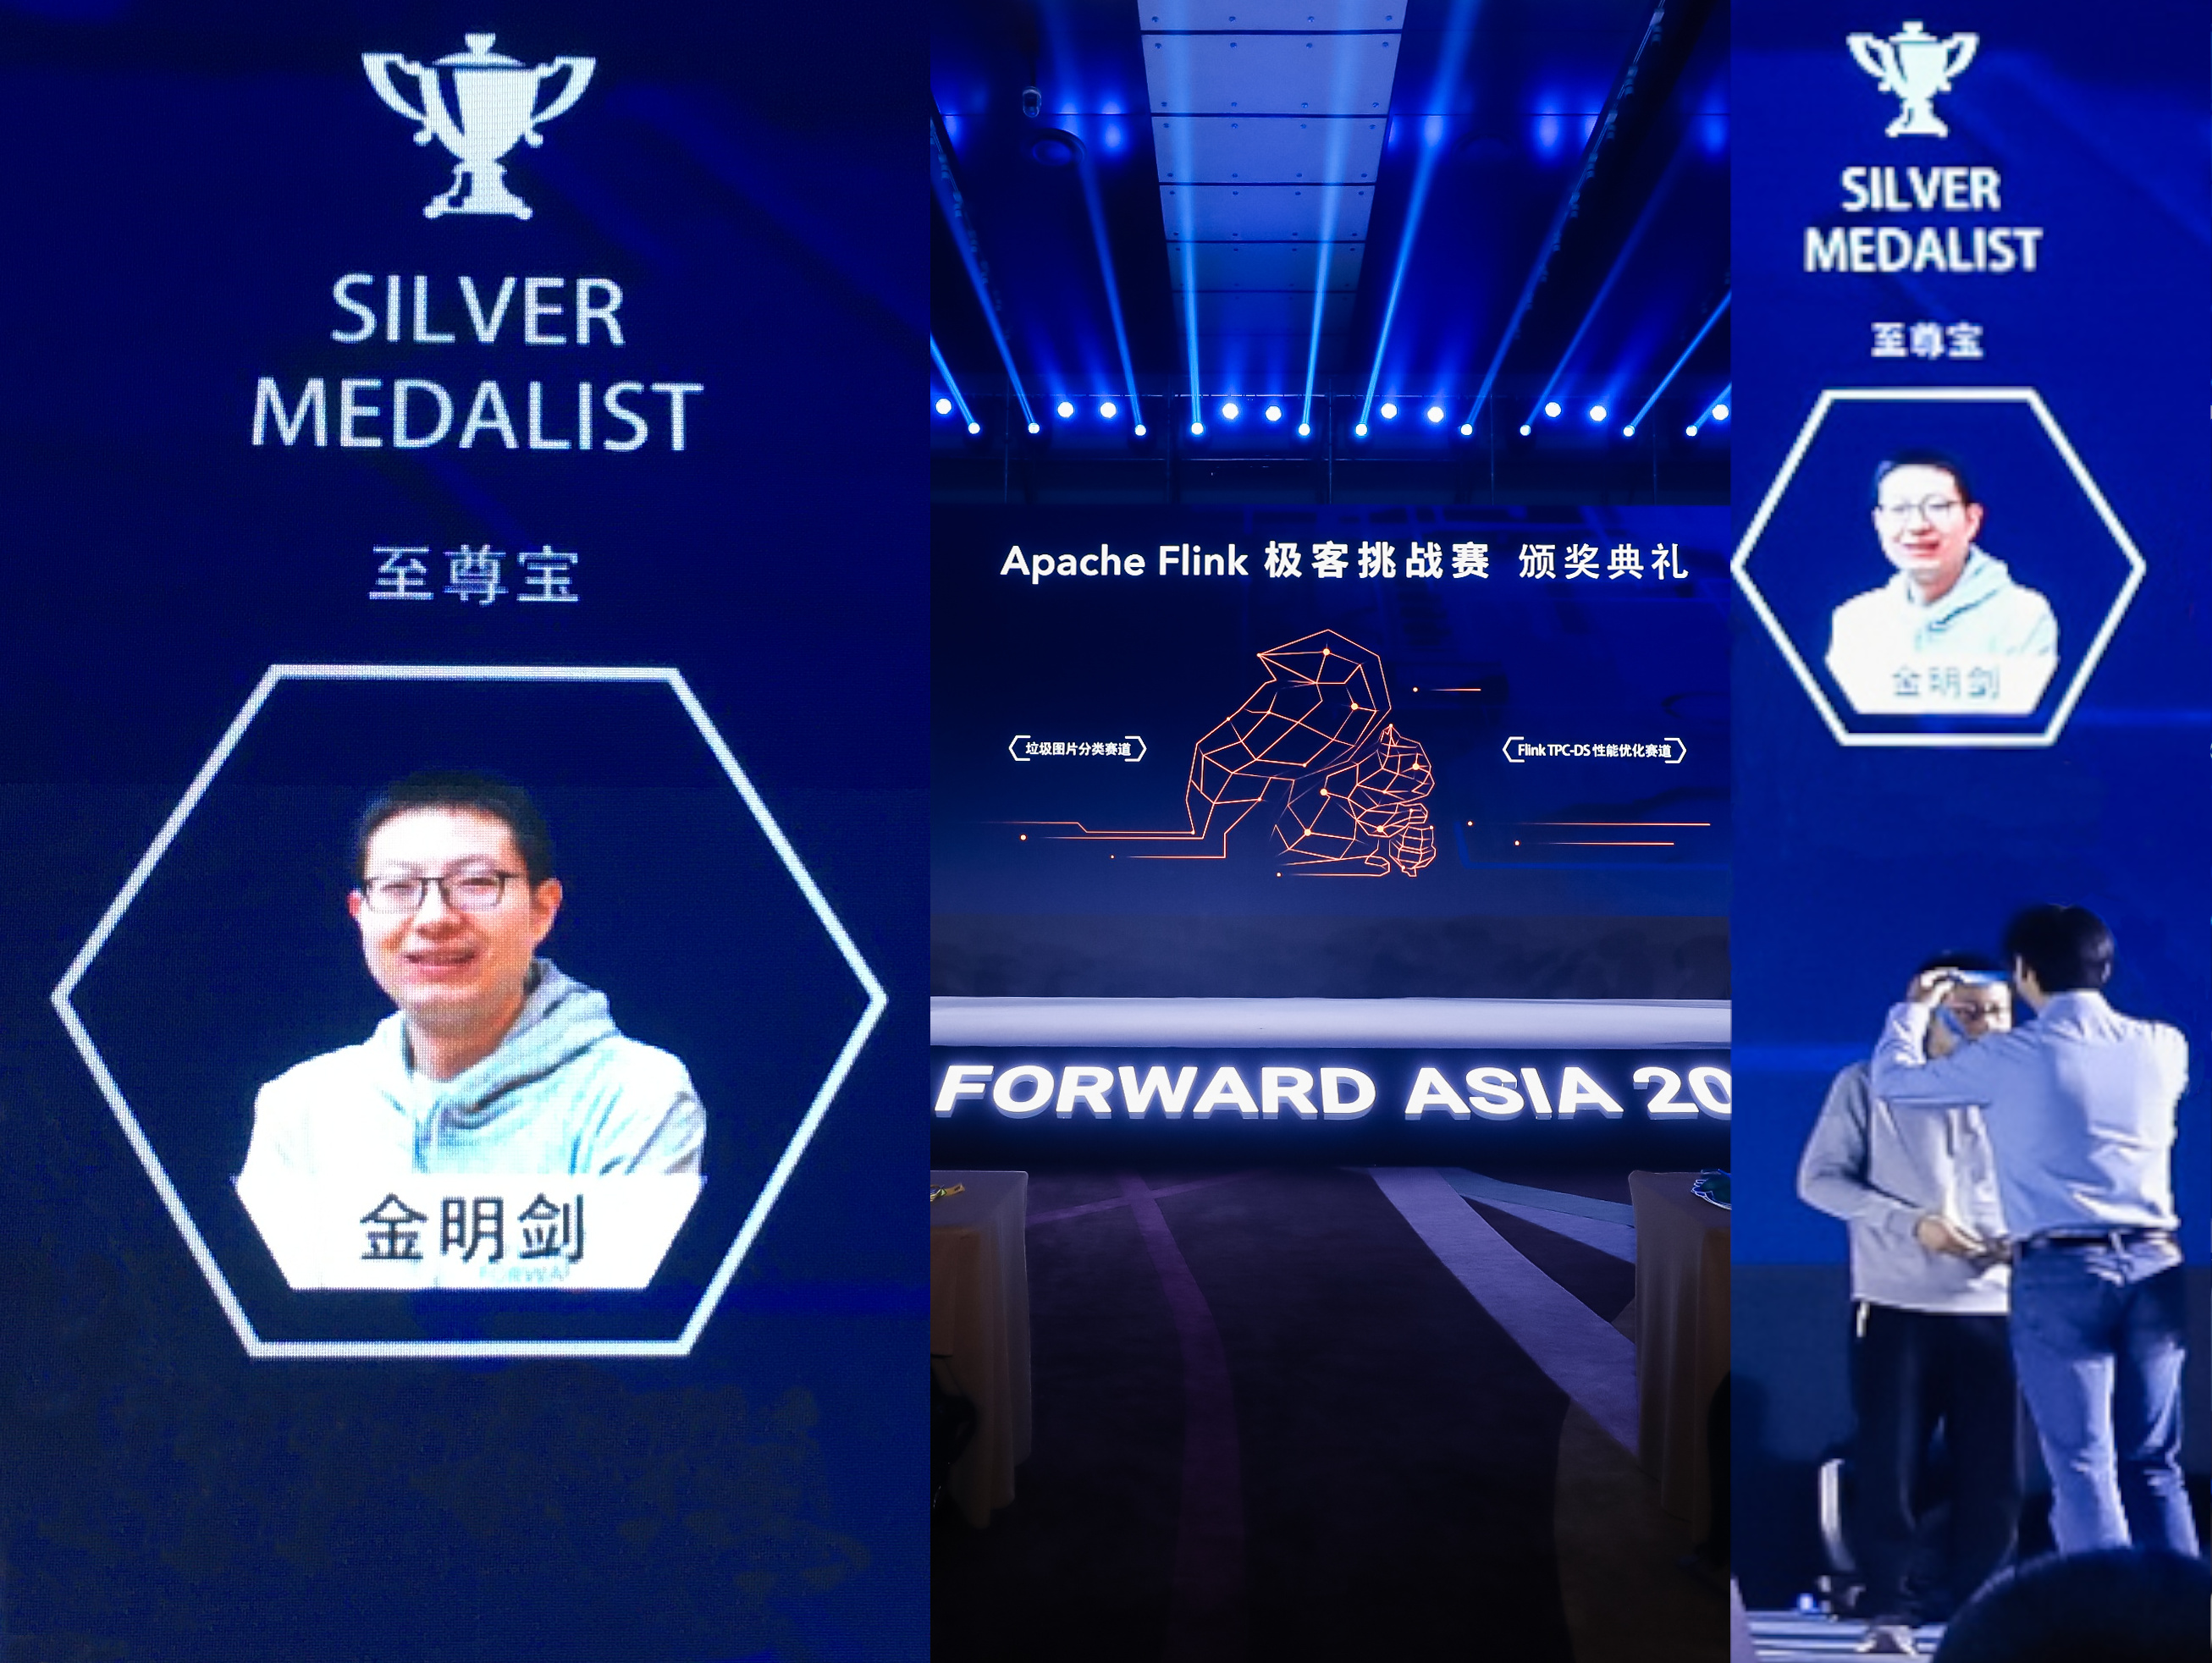 SILVER
MEDALIST
至尊宝
金明剑
Apache Flink 极客挑战赛 颁奖典礼
垃圾图片分类赛道
Flink TPC-DS 性能优化赛道
FORWARD ASIA 20
SILVER
MEDALIST
至尊宝
金明剑